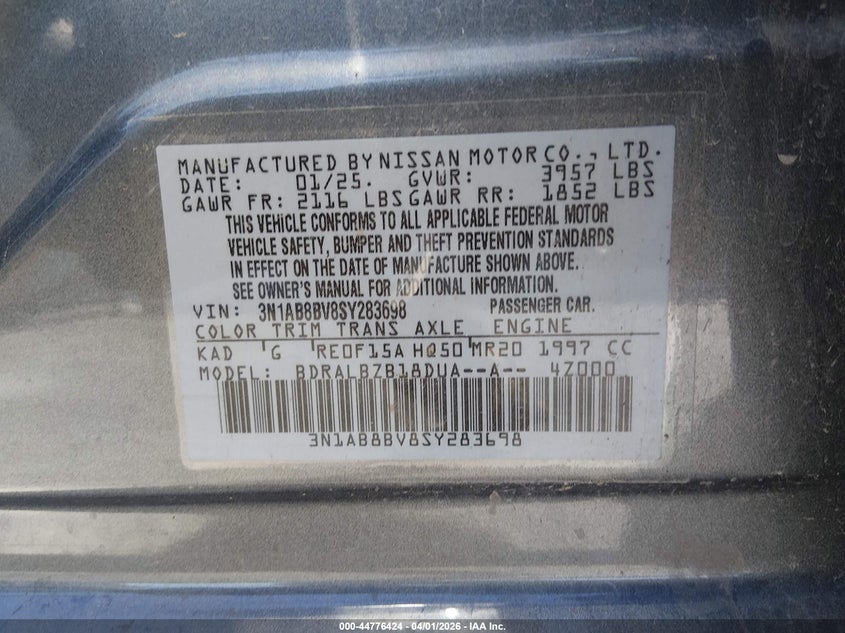 MANUFACTURED BY NISSAN MOTOR CO., LTD.
DATE: 01/25. GVWR: 3957 LBS
GAWR FR: 2116 LBS GAWR RR: 1852 LBS
THIS VEHICLE CONFORMS TO ALL APPLICABLE FEDERAL MOTOR
VEHICLE SAFETY, BUMPER AND THEFT PREVENTION STANDARDS
IN EFFECT ON THE DATE OF MANUFACTURE SHOWN ABOVE.
SEE OWNER'S MANUAL FOR ADDITIONAL INFORMATION.
VIN: 3N1AB8BV8SY283698 PASSENGER CAR.
COLOR TRIM TRANS AXLE ENGINE
KAD G RE0F15A HQ50 MR20 1997 CC
MODEL: BDRALBZB18DUA--A-- 4Z000
3N1AB8BV8SY283698
000-44776424 - 04/01/2026 - IAA Inc.